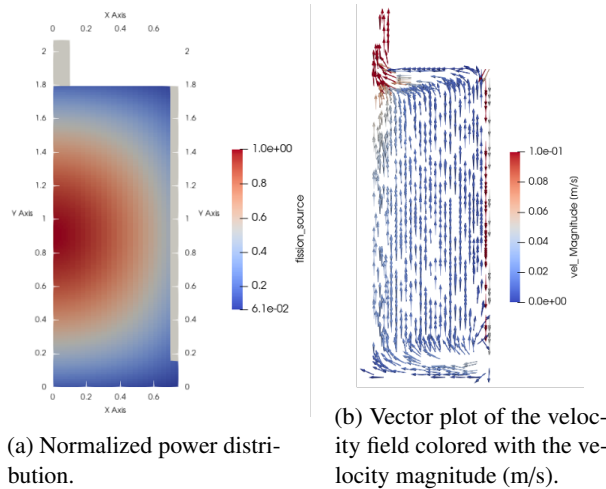 X Axis
0 0.2 0.4 0.6
2 2
1.8 1.8
1.6 1.6
1.4 1.4
1.2 1.2
Y Axis 1 1 Y Axis
0.8 0.8
0.6 0.6
0.4 0.4
0.2 0.2
0 0
0 0.2 0.4 0.6
X Axis
1.0e+00
0.8
0.6
0.4
0.2
6.1e-02
fission_source
1.0e-01
0.08
0.06
0.04
0.02
0.0e+00
vel_ Magnitude (m/s)
(a) Normalized power distri-
bution.
(b) Vector plot of the veloc-
ity field colored with the ve-
locity magnitude (m/s).